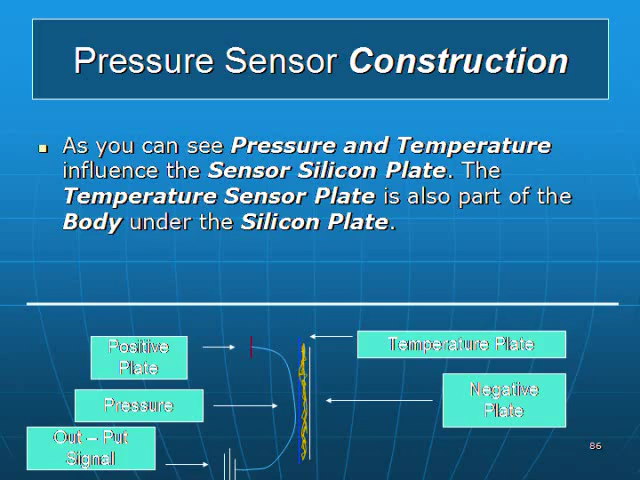 Pressure Sensor Construction
As you can see Pressure and Temperature
influence the Sensor Silicon Plate. The
Temperature Sensor Plate is also part of the
Body under the Silicon Plate.
Positive
Plate
Temperature Plate
Pressure
Negative
Plate
Out – Put
Signal
86